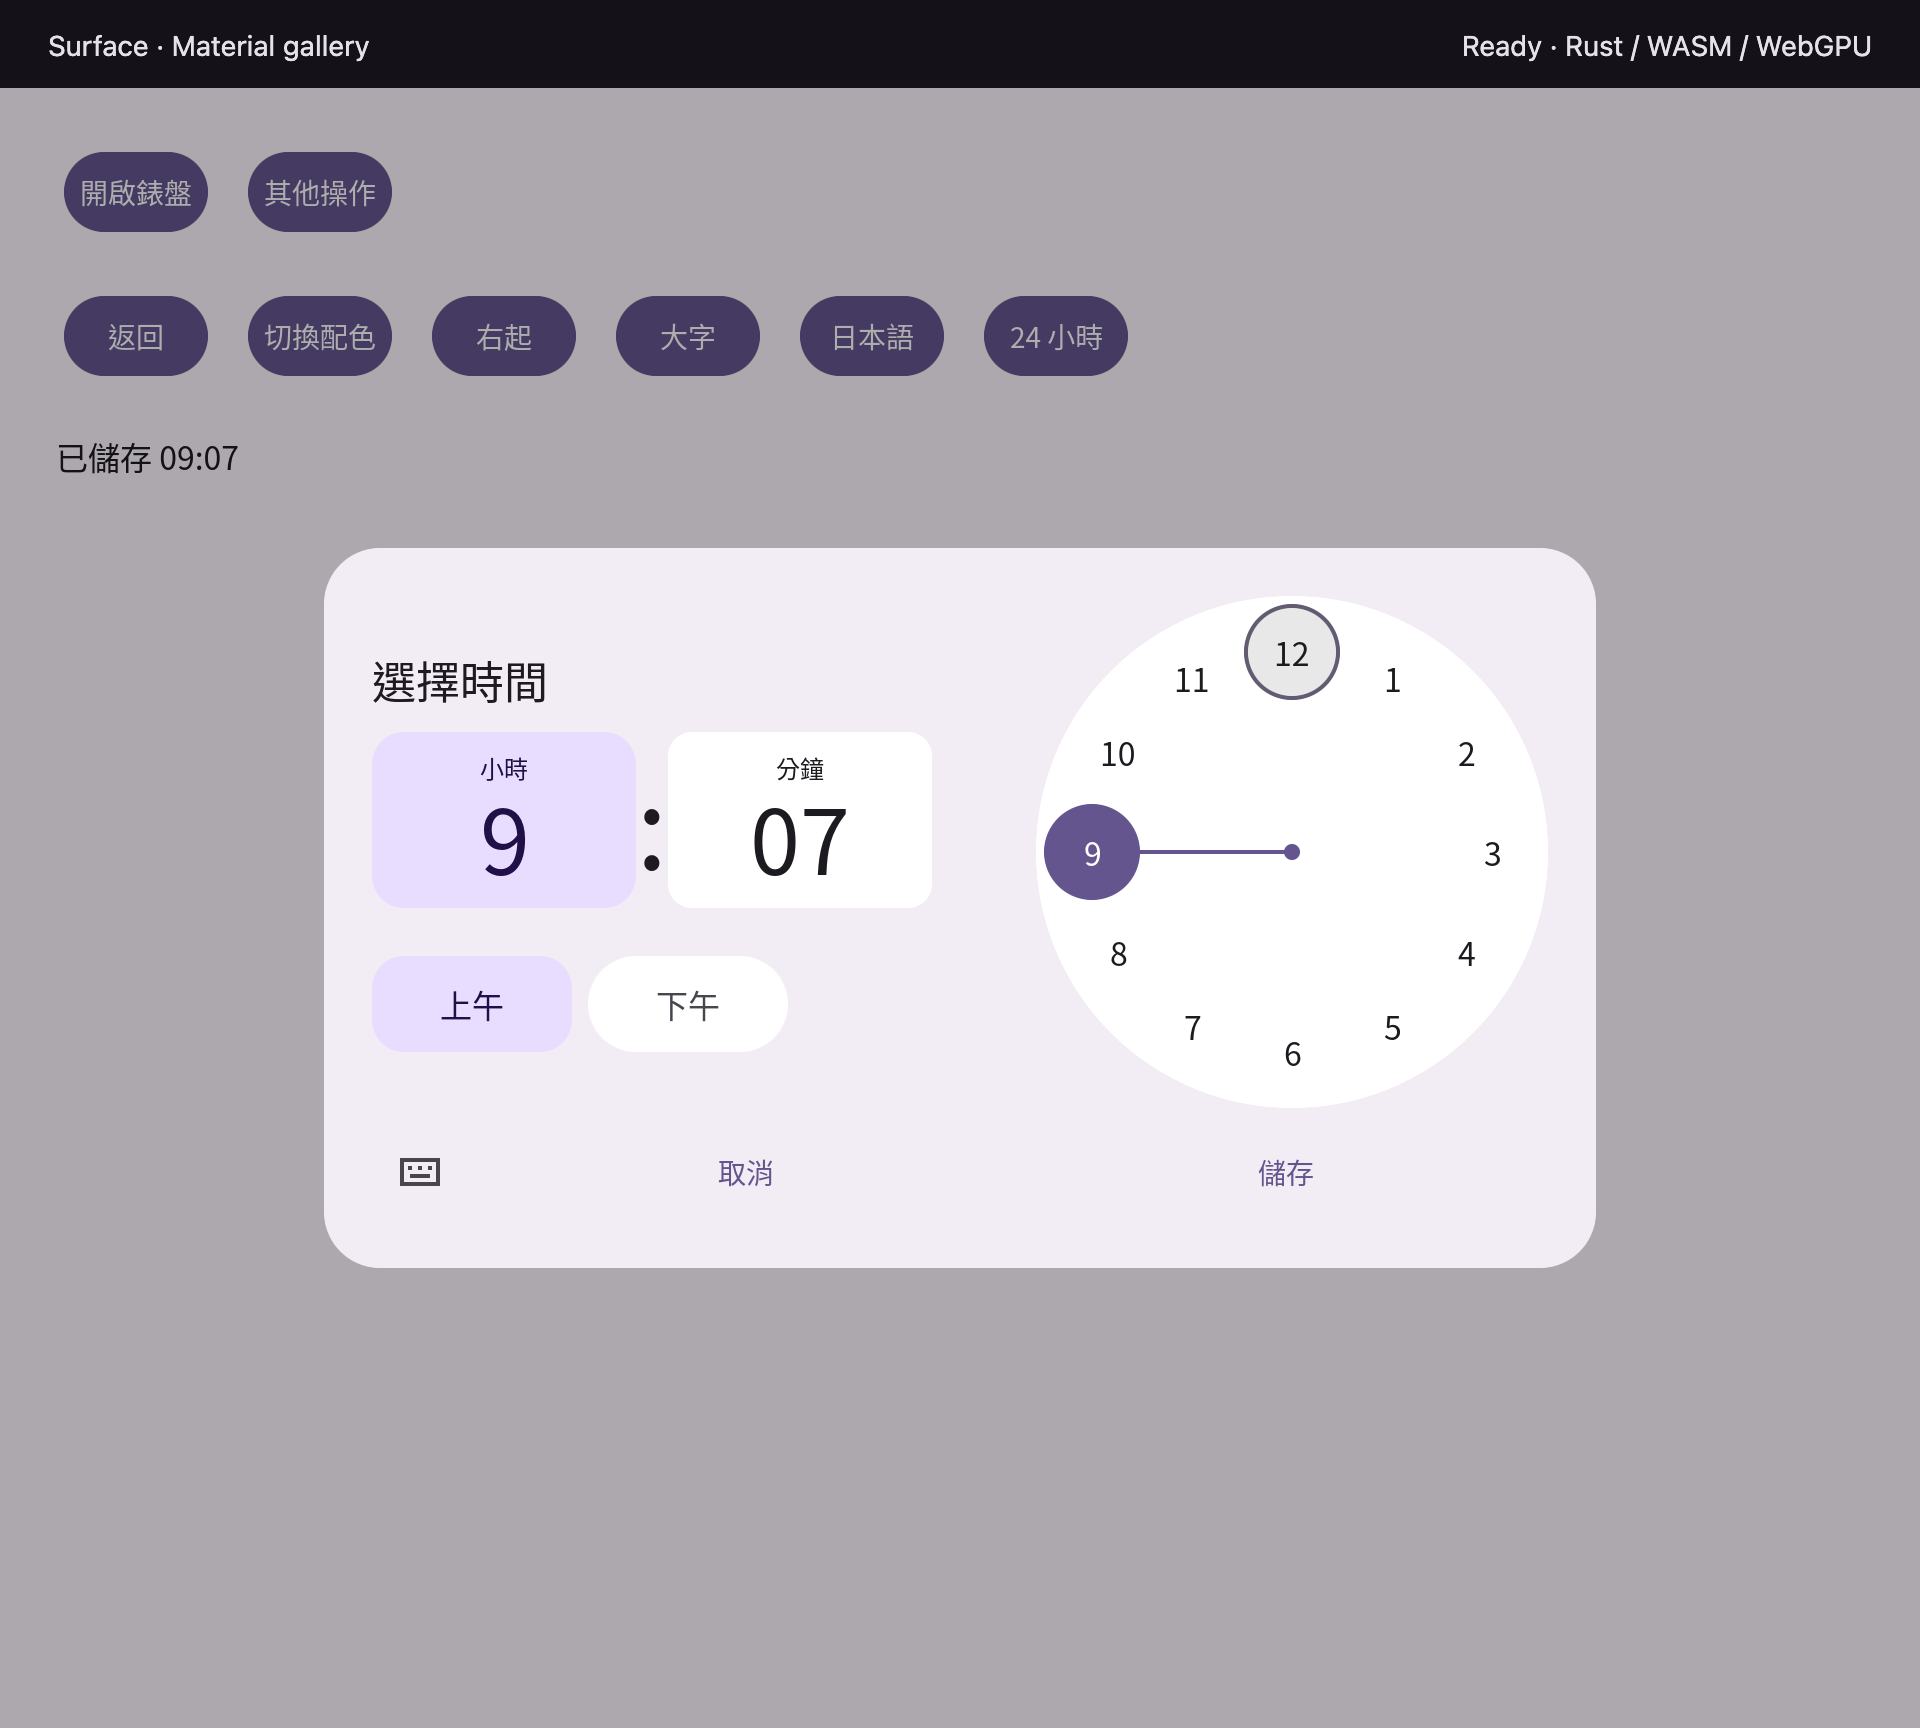 Surface · Material gallery
Ready · Rust / WASM / WebGPU
開啟錶盤
其他操作
返回
切換配色
右起
大字
日本語
24 小時
已儲存 09:07
選擇時間
小時
分鐘
9:07
上午
下午
12
1
2
3
4
5
6
7
8
9
10
11
取消
儲存